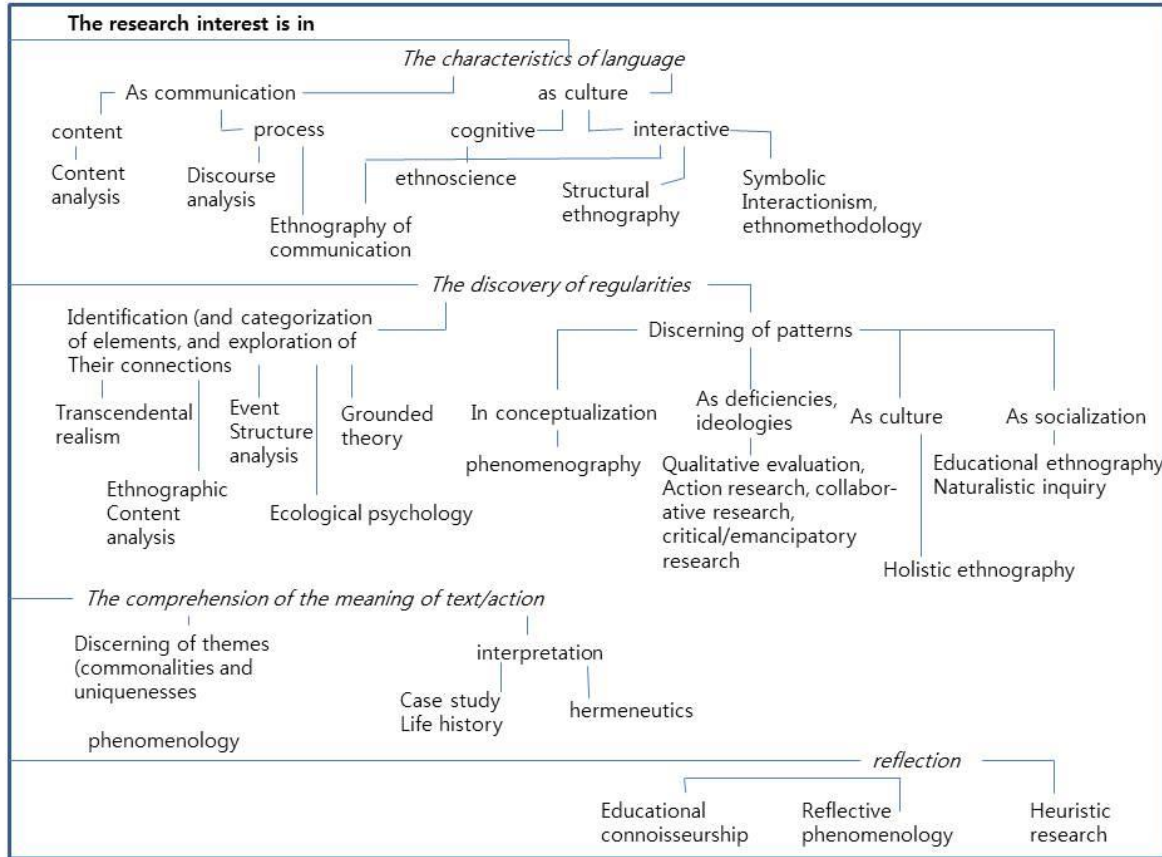 The research interest is in
The characteristics of language
As communication
as culture
content
process
cognitive
interactive
Content
analysis
Discourse
analysis
ethnoscience
Structural
ethnography
Symbolic
Interactionism,
ethnomethodology
Ethnography of
communication
The discovery of regularities
Identification (and categorization
of elements, and exploration of
Their connections
Discerning of patterns
Transcendental
realism
Event
Structure
analysis
Grounded
theory
In conceptualization
As deficiencies,
ideologies
As culture
As socialization
Ethnographic
Content
analysis
Ecological psychology
phenomenography
Qualitative evaluation,
Action research, collabor-
ative research,
critical/emancipatory
research
Educational ethnography
Naturalistic inquiry
Holistic ethnography
The comprehension of the meaning of text/action
Discerning of themes
(commonalities and
uniquenesses
interpretation
Case study
Life history
hermeneutics
phenomenology
reflection
Educational
connoisseurship
Reflective
phenomenology
Heuristic
research